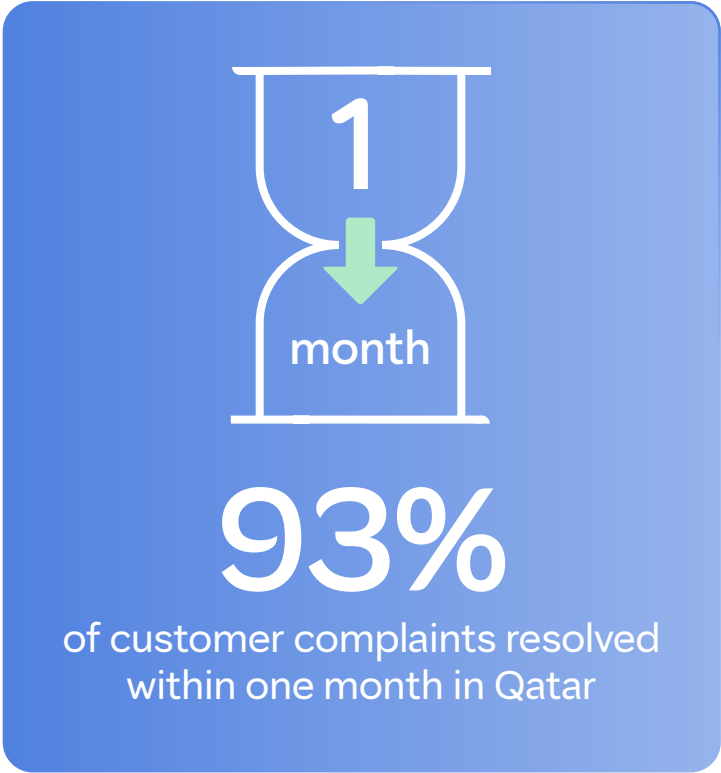 1
month
93%
of customer complaints resolved
within one month in Qatar